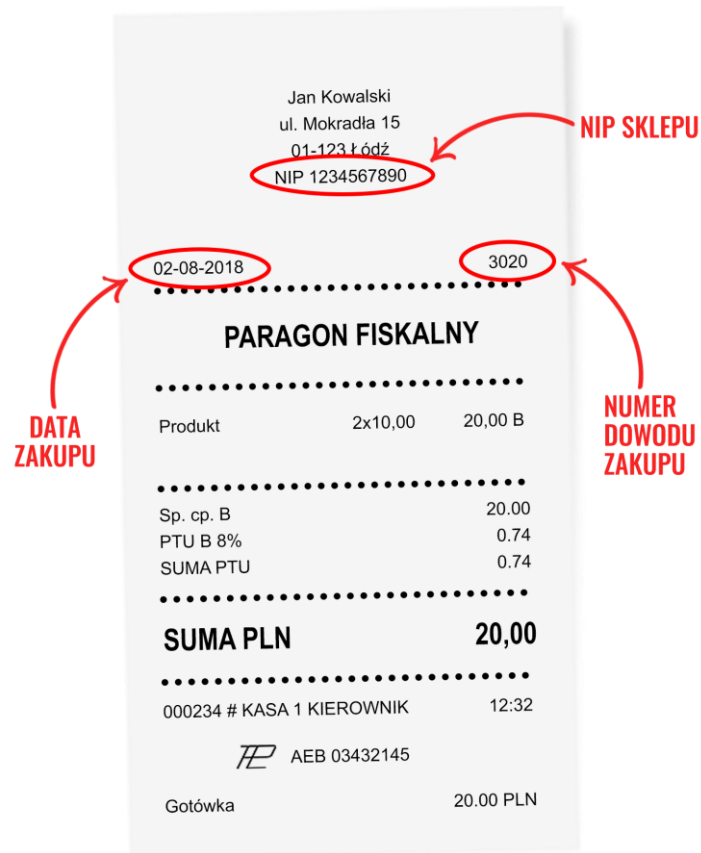 Jan Kowalski
ul. Mokradła 15
01-123 Łódź
NIP 1234567890
NIP SKLEPU
02-08-2018 3020
PARAGON FISKALNY
Produkt 2x10,00 20,00 B
DATA
ZAKUPU
NUMER
DOWODU
ZAKUPU
Sp. cp. B 20.00
PTU B 8% 0.74
SUMA PTU 0.74
SUMA PLN 20,00
000234 # KASA 1 KIEROWNIK 12:32
AEB 03432145
Gotówka 20.00 PLN